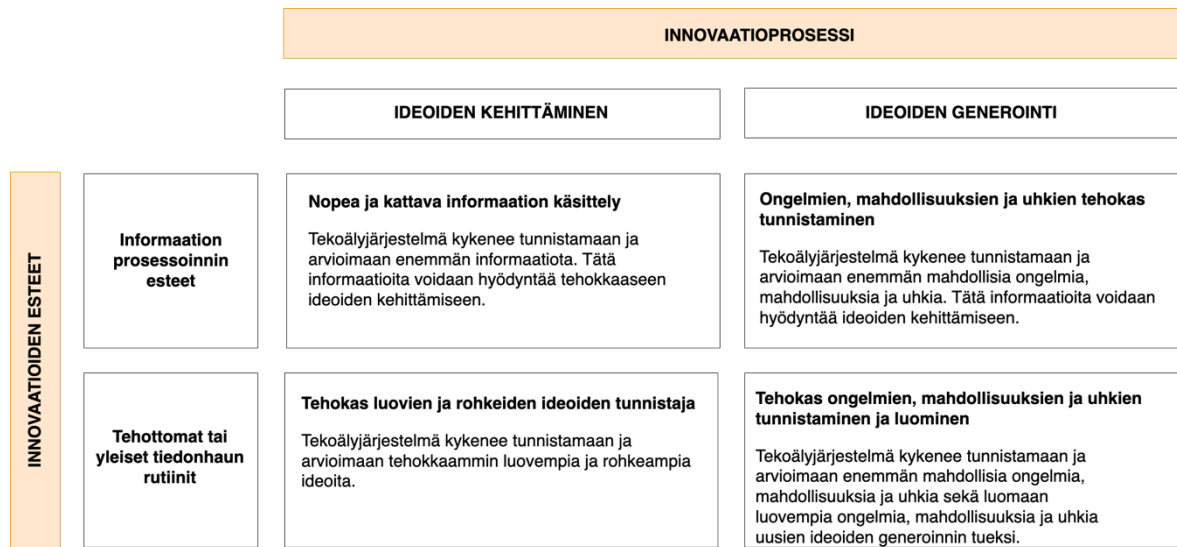 INNOVAATIOPROSESSI
IDEOIDEN KEHITTÄMINEN
IDEOIDEN GENEROINTI
INNOVAATIOIDEN ESTEET
Informaation
prosessoinnin
esteet
Nopea ja kattava informaation käsittely
Tekoälyjärjestelmä kykenee tunnistamaan ja
arvioimaan enemmän informaatiota. Tätä
informaatioita voidaan hyödyntää tehokkaaseen
ideoiden kehittämiseen.
Ongelmien, mahdollisuuksien ja uhkien tehokas
tunnistaminen
Tekoälyjärjestelmä kykenee tunnistamaan ja
arvioimaan enemmän mahdollisia ongelmia,
mahdollisuuksia ja uhkia. Tätä informaatioita voidaan
hyödyntää ideoiden kehittämiseen.
Tehottomat tai
yleiset tiedonhaun
rutiinit
Tehokas luovien ja rohkeiden ideoiden tunnistaja
Tekoälyjärjestelmä kykenee tunnistamaan ja
arvioimaan tehokkaammin luovempia ja rohkeampia
ideoita.
Tehokas ongelmien, mahdollisuuksien ja uhkien
tunnistaminen ja luominen
Tekoälyjärjestelmä kykenee tunnistamaan ja
arvioimaan enemmän mahdollisia ongelmia,
mahdollisuuksia ja uhkia sekä luomaan
luovempia ongelmia, mahdollisuuksia ja uhkia
uusien ideoiden generoinnin tueksi.